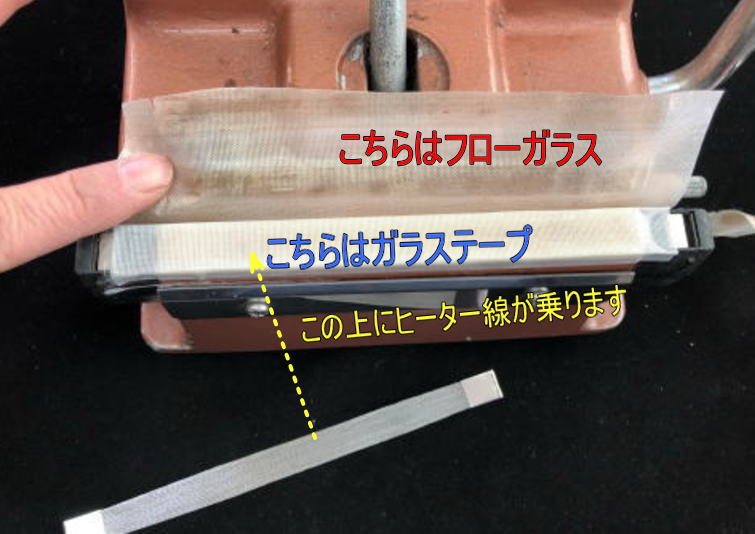 こちらはフローガラス
こちらはガラステープ
この上にヒーター線が乗ります